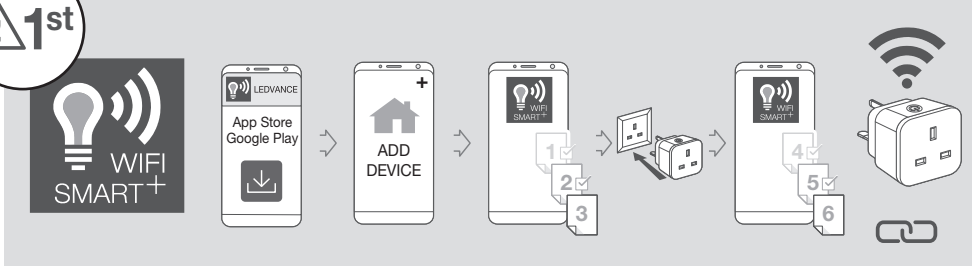 1st
WIFI
SMART+
LEDVANCE
App Store
Google Play
+
ADD
DEVICE
WIFI
SMART+
1
2
3
WIFI
SMART+
4
5
6